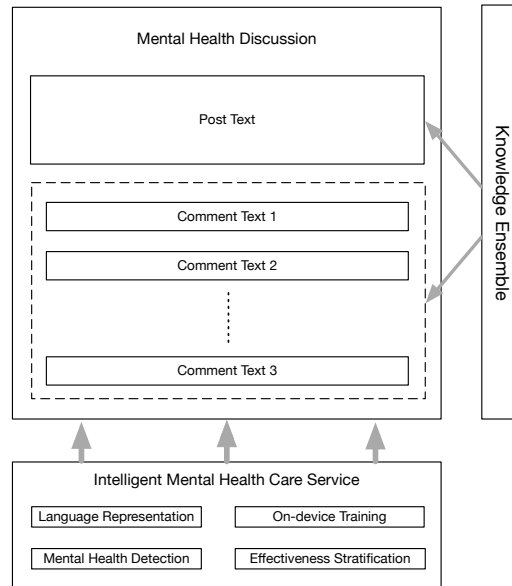 Mental Health Discussion
Post Text
Comment Text 1
Comment Text 2
Comment Text 3
Knowledge Ensemble
Intelligent Mental Health Care Service
Language Representation
On-device Training
Mental Health Detection
Effectiveness Stratification